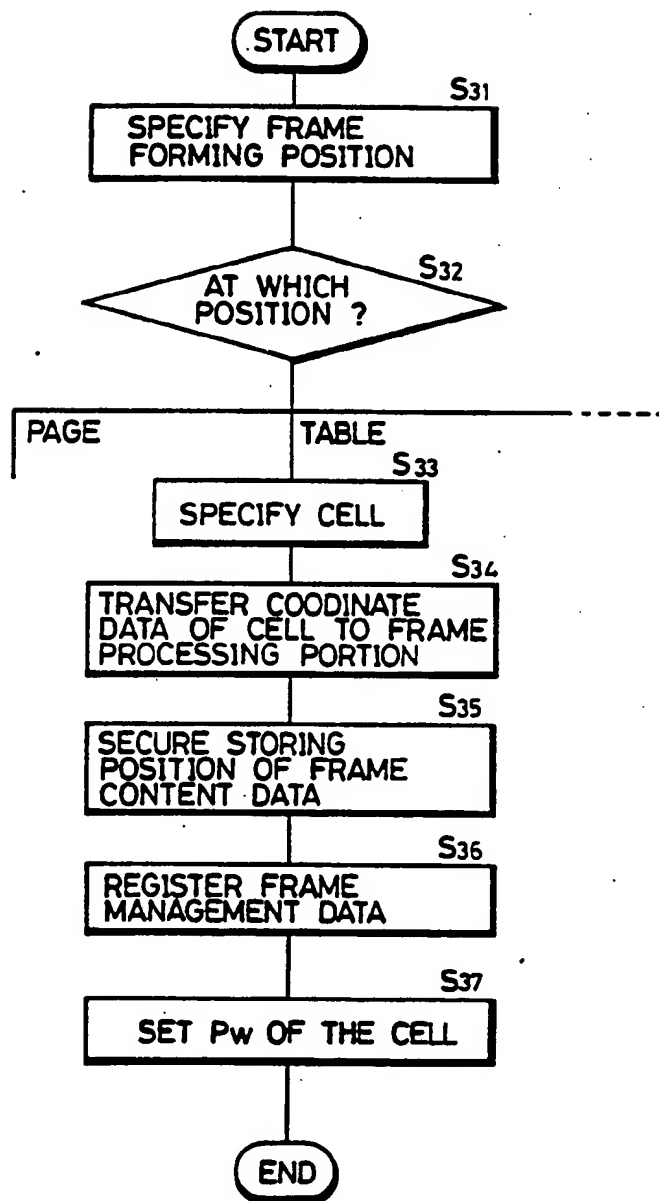 START
S31
SPECIFY FRAME
FORMING POSITION
S32
AT WHICH
POSITION ?
PAGE
TABLE
S33
SPECIFY CELL
S34
TRANSFER COODINATE
DATA OF CELL TO FRAME
PROCESSING PORTION
S35
SECURE STORING
POSITION OF FRAME
CONTENT DATA
S36
REGISTER FRAME
MANAGEMENT DATA
S37
SET Pw OF THE CELL
END